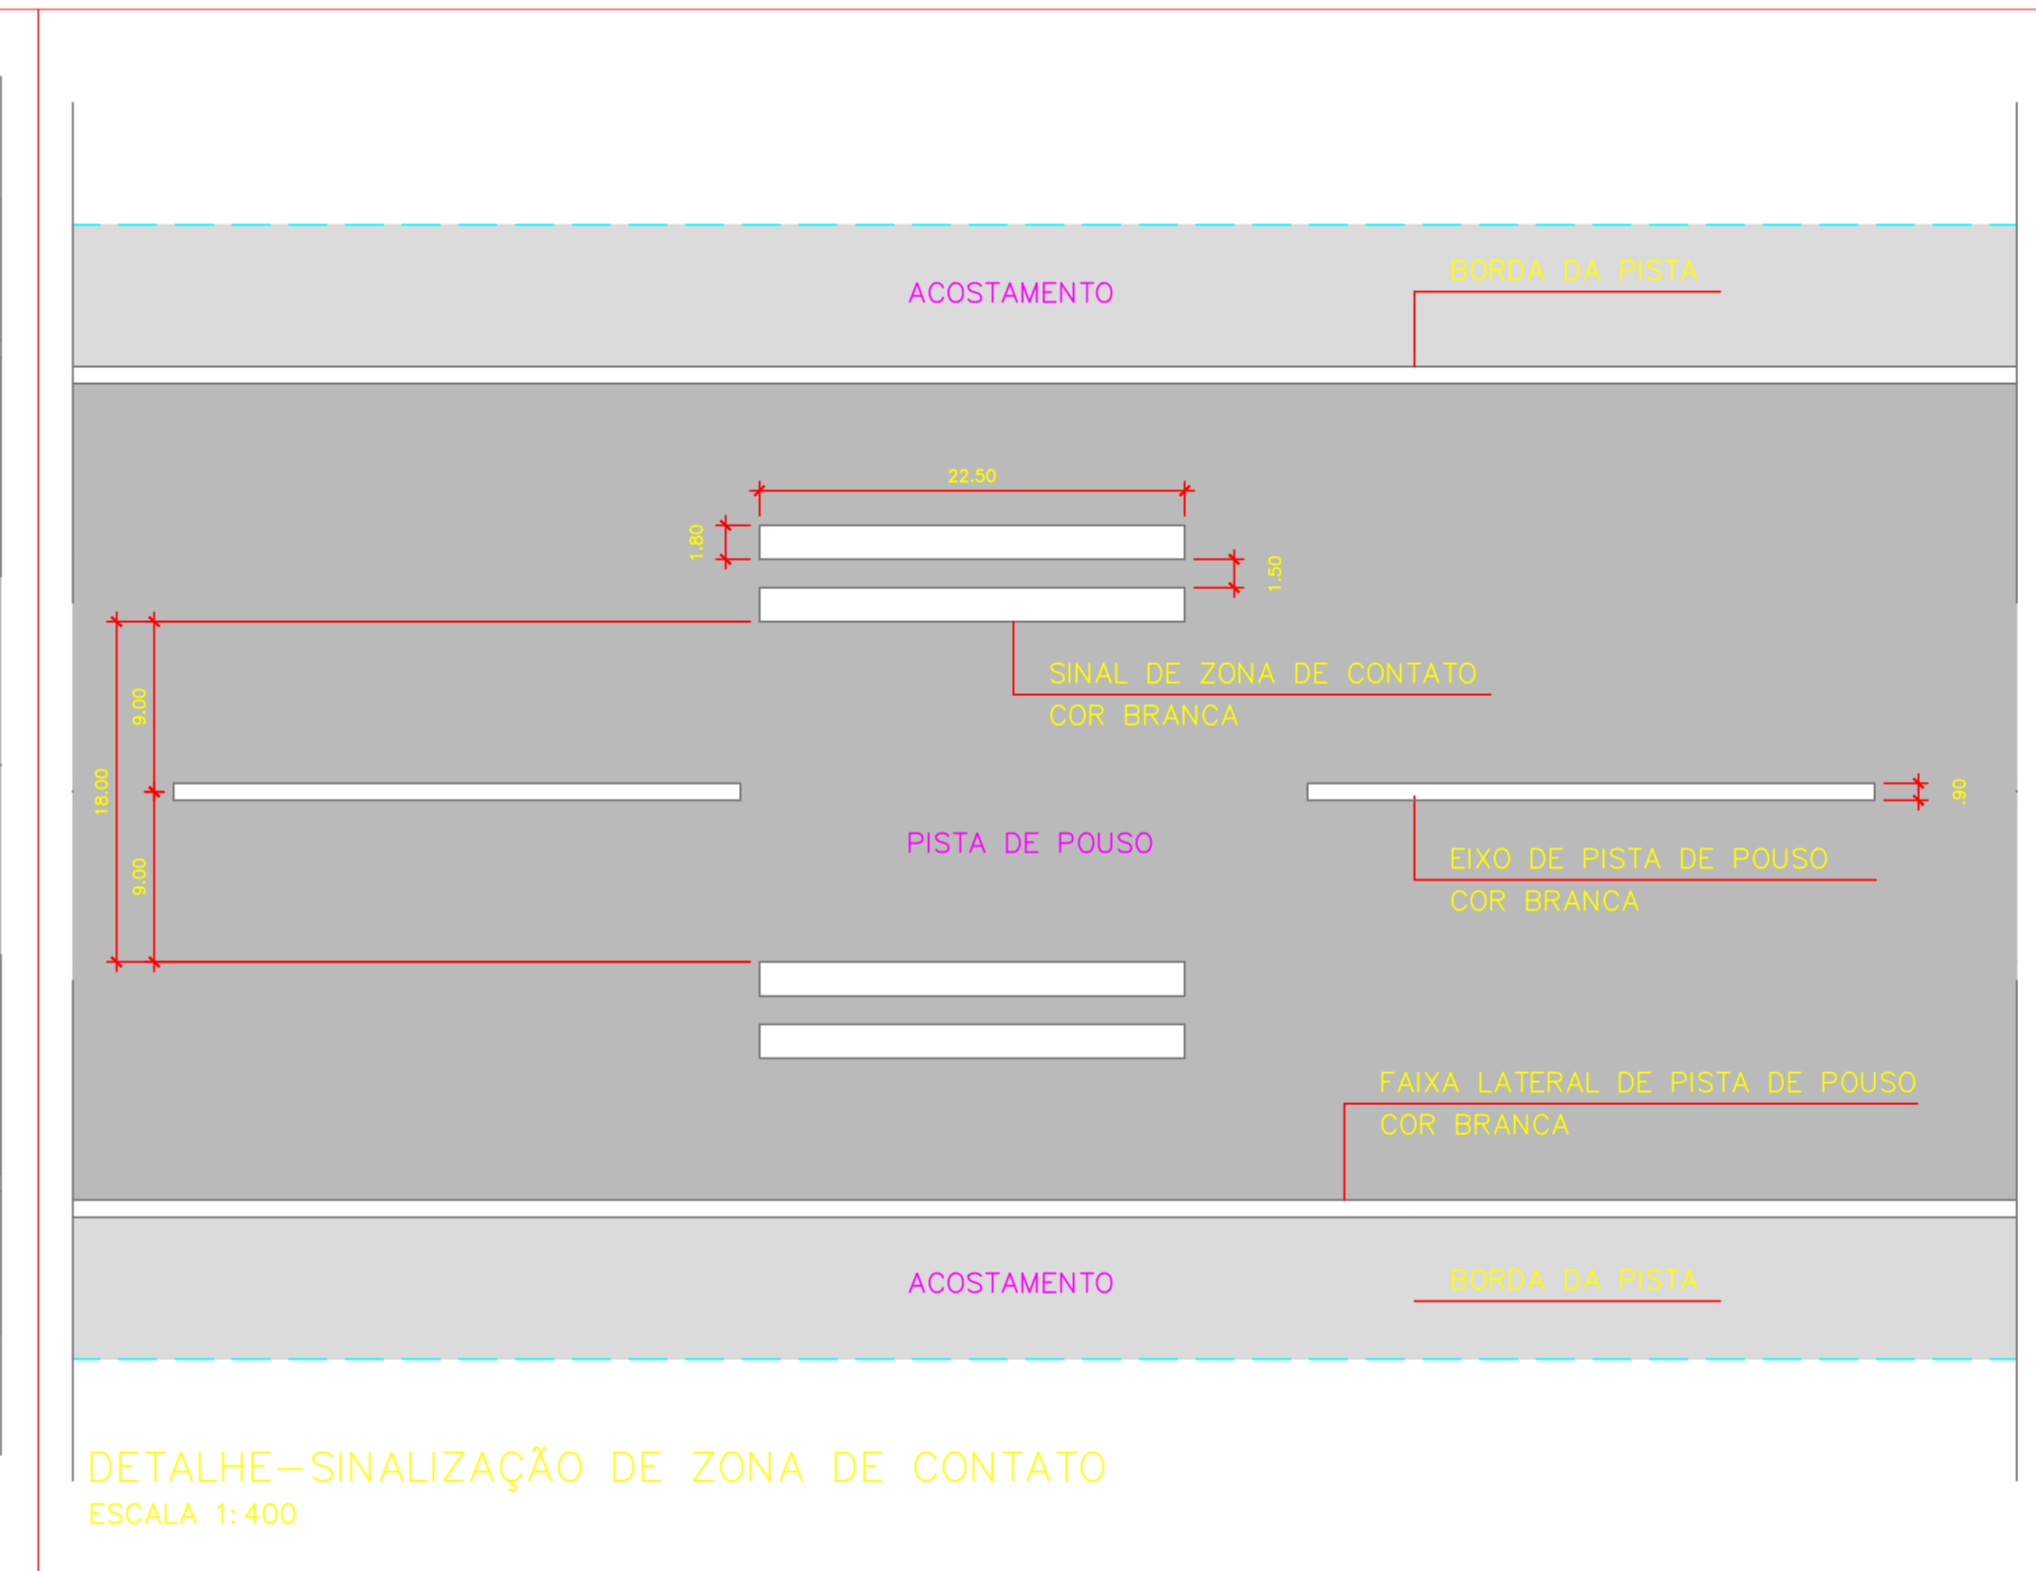 BORDA DA PISTA
ACOSTAMENTO
22.50
1.80
1.50
SINAL DE ZONA DE CONTATO
COR BRANCA
9.00
18.00
.90
PISTA DE POUSO
EIXO DE PISTA DE POUSO
COR BRANCA
9.00
FAIXA LATERAL DE PISTA DE POUSO
COR BRANCA
ACOSTAMENTO
BORDA DA PISTA
DETALHE-SINALIZAÇÃO DE ZONA DE CONTATO
ESCALA 1:400